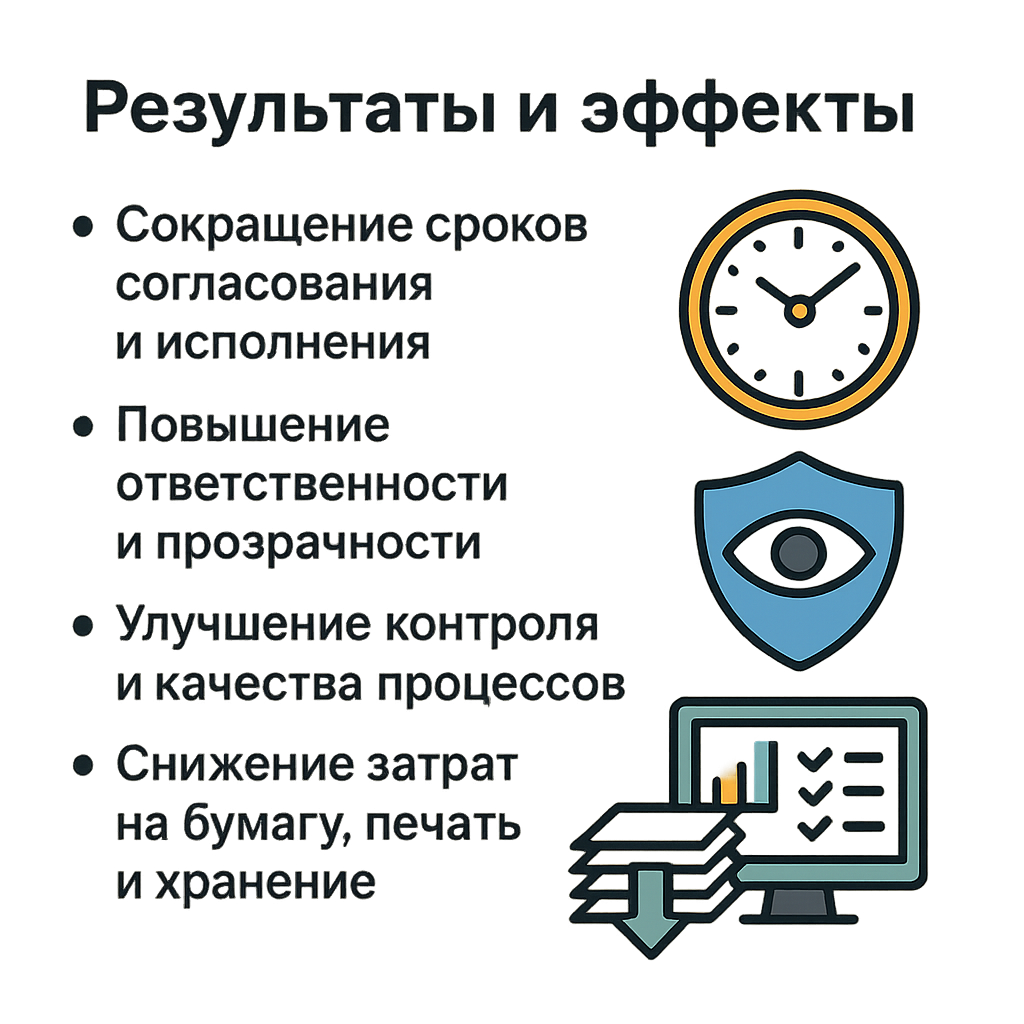 Результаты и эффекты
• Сокращение сроков
согласования
и исполнения
• Повышение
ответственности
и прозрачности
• Улучшение контроля
и качества процессов
• Снижение затрат
на бумагу, печать
и хранение